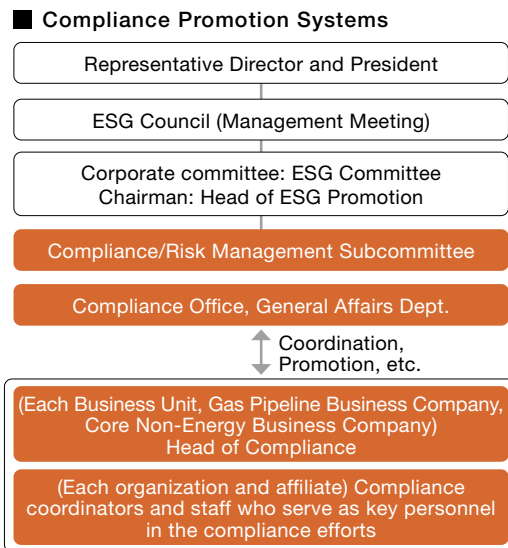 ■ Compliance Promotion Systems
Representative Director and President
ESG Council (Management Meeting)
Corporate committee: ESG Committee
Chairman: Head of ESG Promotion
Compliance/Risk Management Subcommittee
Compliance Office, General Affairs Dept.
Coordination,
Promotion, etc.
(Each Business Unit, Gas Pipeline Business Company,
Core Non-Energy Business Company)
Head of Compliance
(Each organization and affiliate) Compliance
coordinators and staff who serve as key personnel
in the compliance efforts